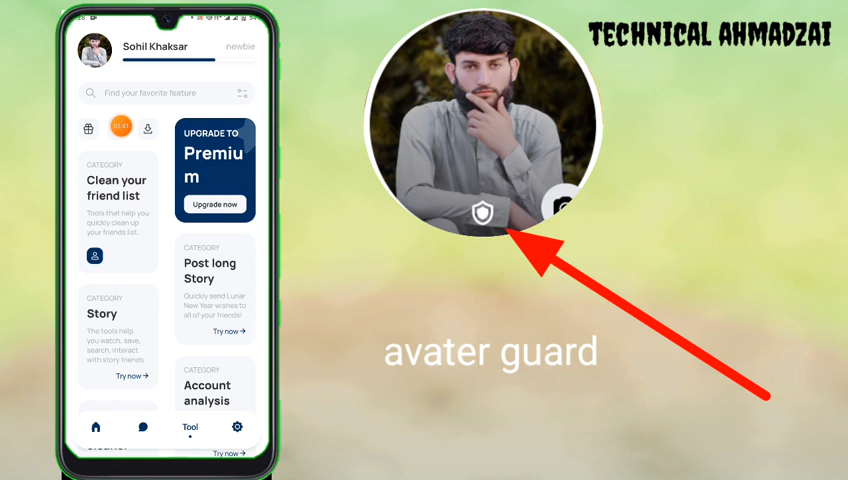 TECHNICAL AHMADZAI
Sohil Khaksar
newbie
Find your favorite feature
CATEGORY
Clean your
friend list
Tools that help you
quickly clean up
your friends list.
CATEGORY
Story
The tools help
you watch, save,
search, interact
with story friends
Try now →
UPGRADE TO
Premiu
m
Upgrade now
CATEGORY
Post long
Story
Quickly send Lunar
New Year wishes to
all of your friends!
Try now →
CATEGORY
Account
analysis
Try now →
Tool
avater guard